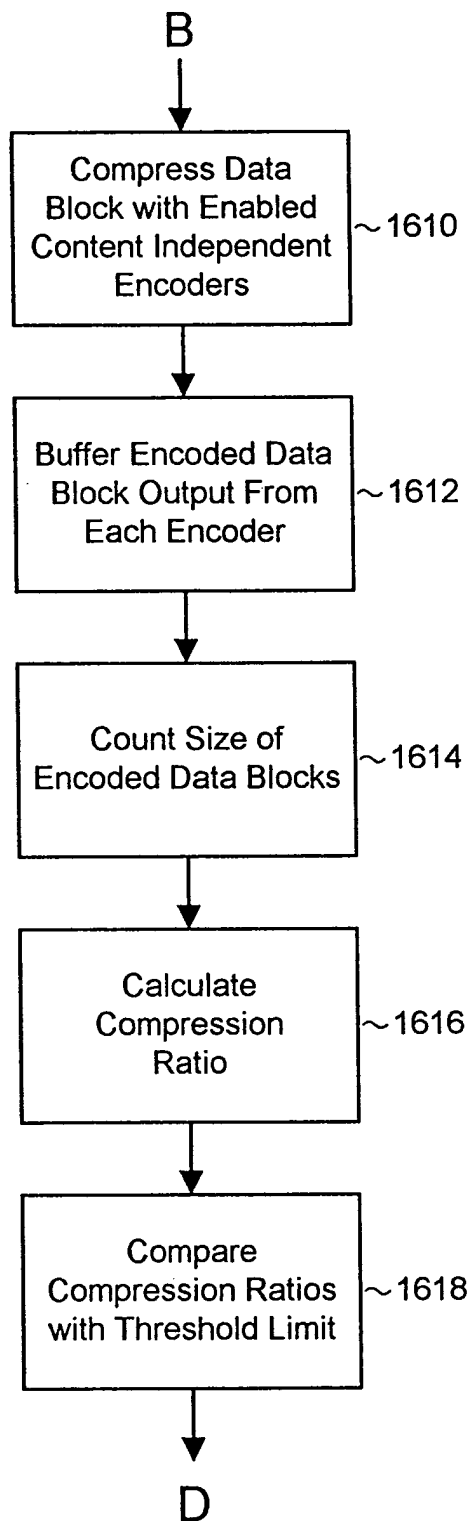 B
Compress Data
Block with Enabled
Content Independent
Encoders
~1610
Buffer Encoded Data
Block Output From
Each Encoder
~1612
Count Size of
Encoded Data Blocks
~1614
Calculate
Compression
Ratio
~1616
Compare
Compression Ratios
with Threshold Limit
~1618
D